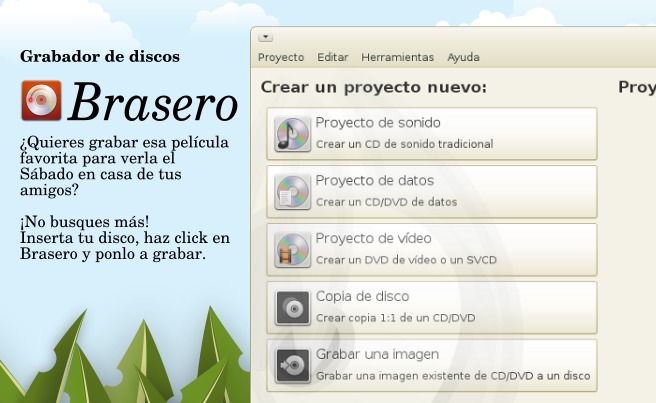 Grabador de discos
Brasero
¿Quieres grabar esa película
favorita para verla el
Sábado en casa de tus
amigos?
¡No busques más!
Inserta tu disco, haz click en
Brasero y ponlo a grabar.
Proyecto Editar Herramientas Ayuda
Crear un proyecto nuevo:
Proy
Proyecto de sonido
Crear un CD de sonido tradicional
Proyecto de datos
Crear un CD/DVD de datos
Proyecto de vídeo
Crear un DVD de vídeo o un SVCD
Copia de disco
Crear copia 1:1 de un CD/DVD
Grabar una imagen
Grabar una imagen existente de CD/DVD a un disco